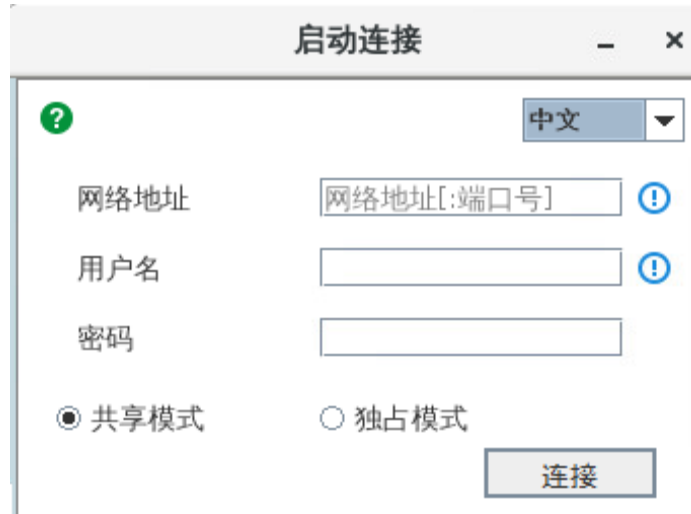 启动连接
中文
网络地址 网络地址[:端口号]
用户名
密码
共享模式 独占模式
连接